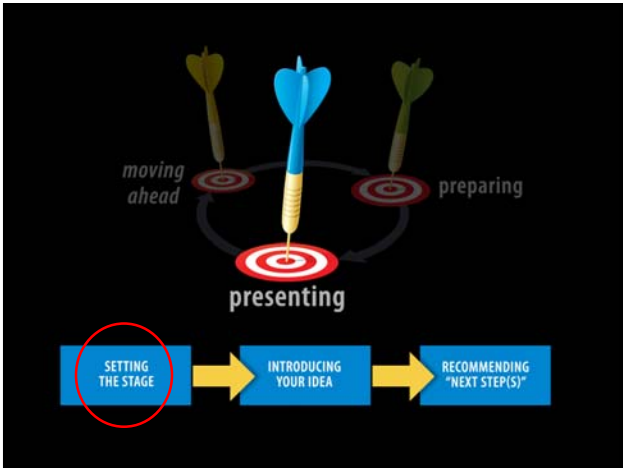 moving
ahead
preparing
presenting
SETTING
THE STAGE
INTRODUCING
YOUR IDEA
RECOMMENDING
“NEXT STEP(S)”